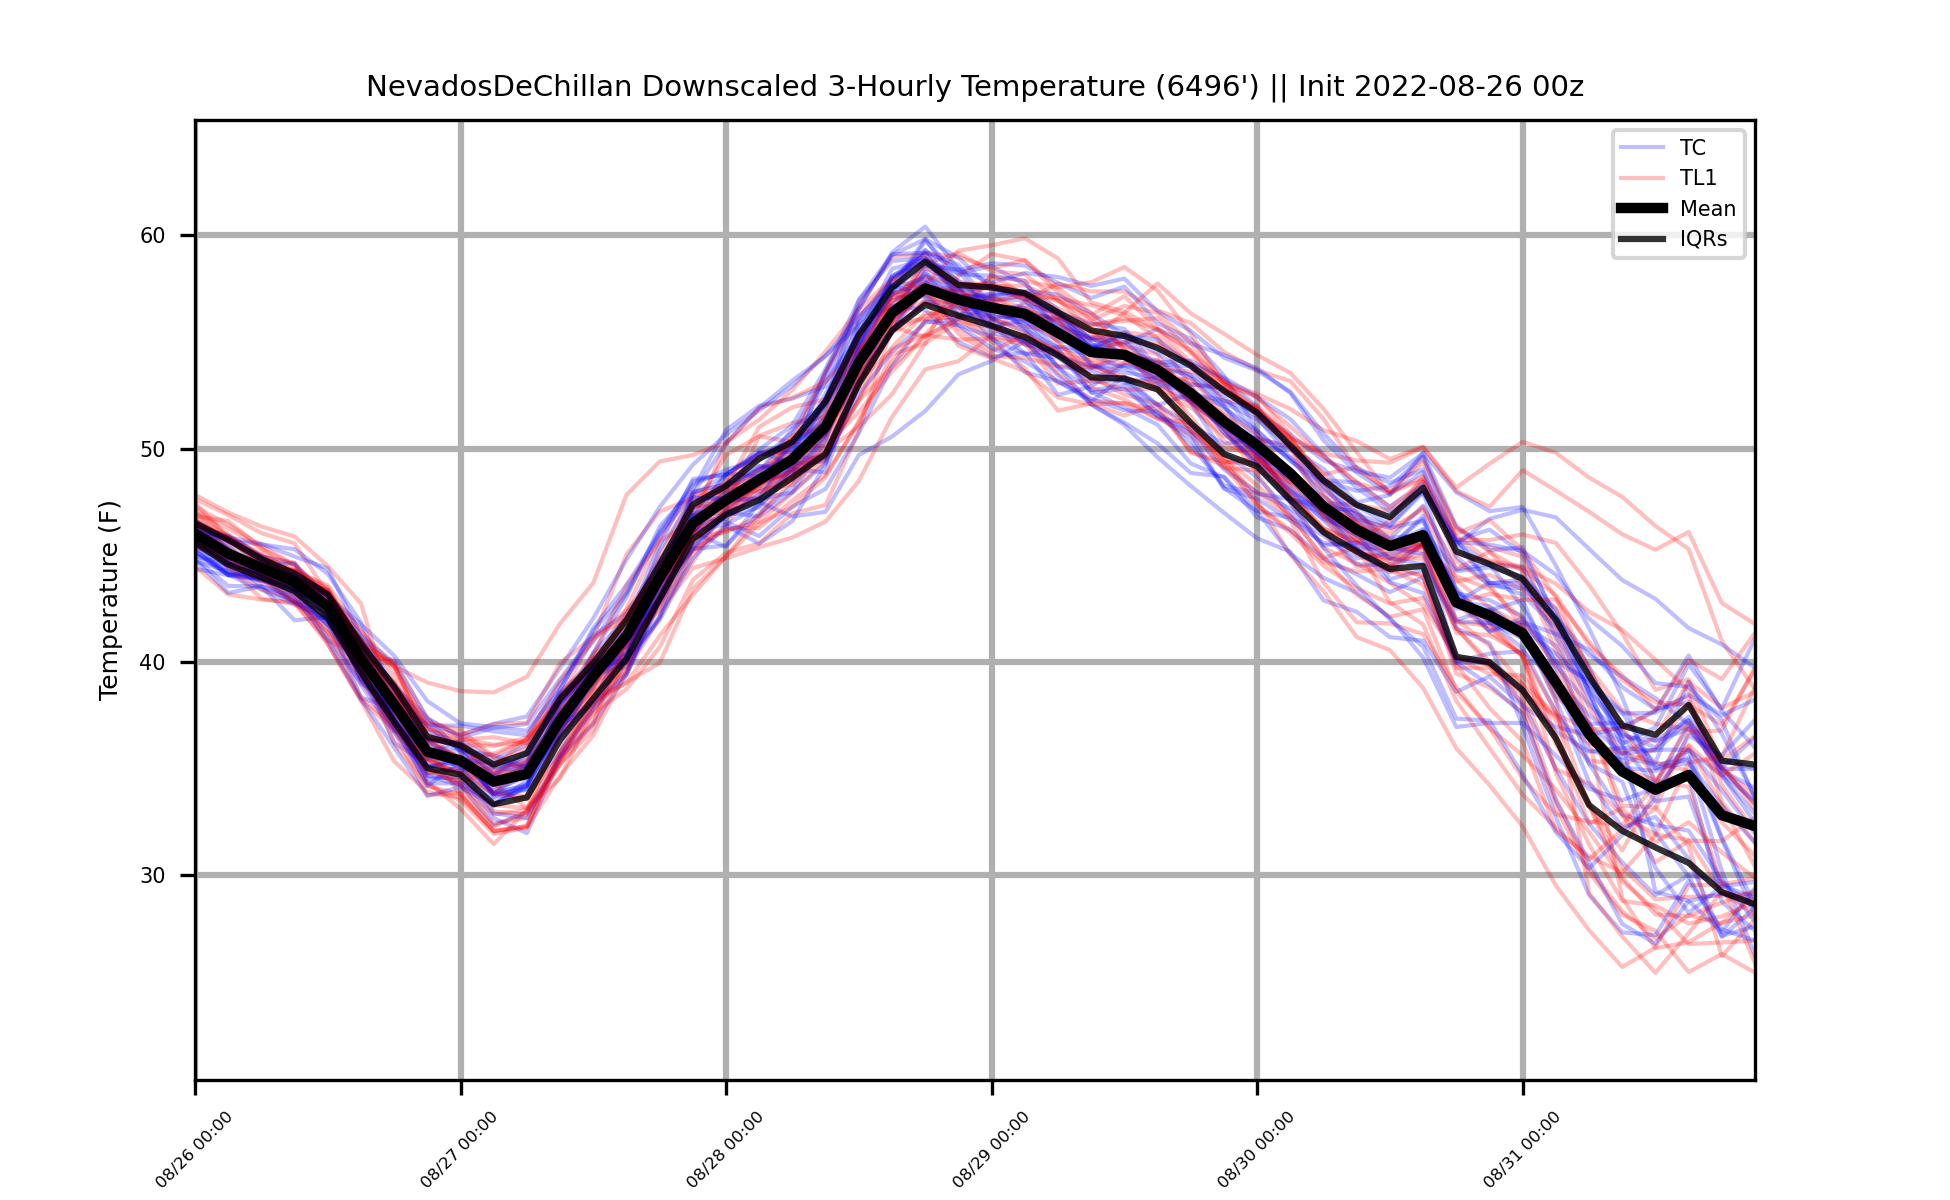 NevadosDeChillan Downscaled 3-Hourly Temperature (6496') || Init 2022-08-26 00z
TC
TL1
Mean
IQRs
Temperature (F)
60
50
40
30
08/26 00:00
08/27 00:00
08/28 00:00
08/29 00:00
08/30 00:00
08/31 00:00